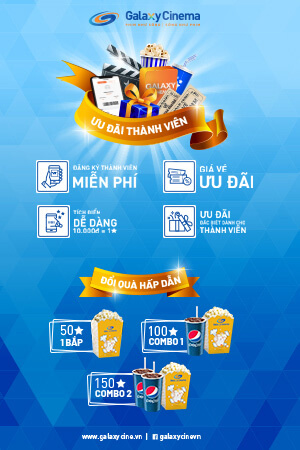 Galaxy Cinema
ƯU ĐÃI THÀNH VIÊN
ĐĂNG KÝ THÀNH VIÊN
MIỄN PHÍ
GIÁ VÉ
ƯU ĐÃI
TÍCH ĐIỂM
DỄ DÀNG
10.000đ = 1★
ƯU ĐÃI
ĐẶC BIỆT DÀNH CHO
THÀNH VIÊN
ĐỔI QUÀ HẤP DẪN
50★
1 BẮP
100★
COMBO 1
150★
COMBO 2
www.galaxycine.vn | galaxycinevn